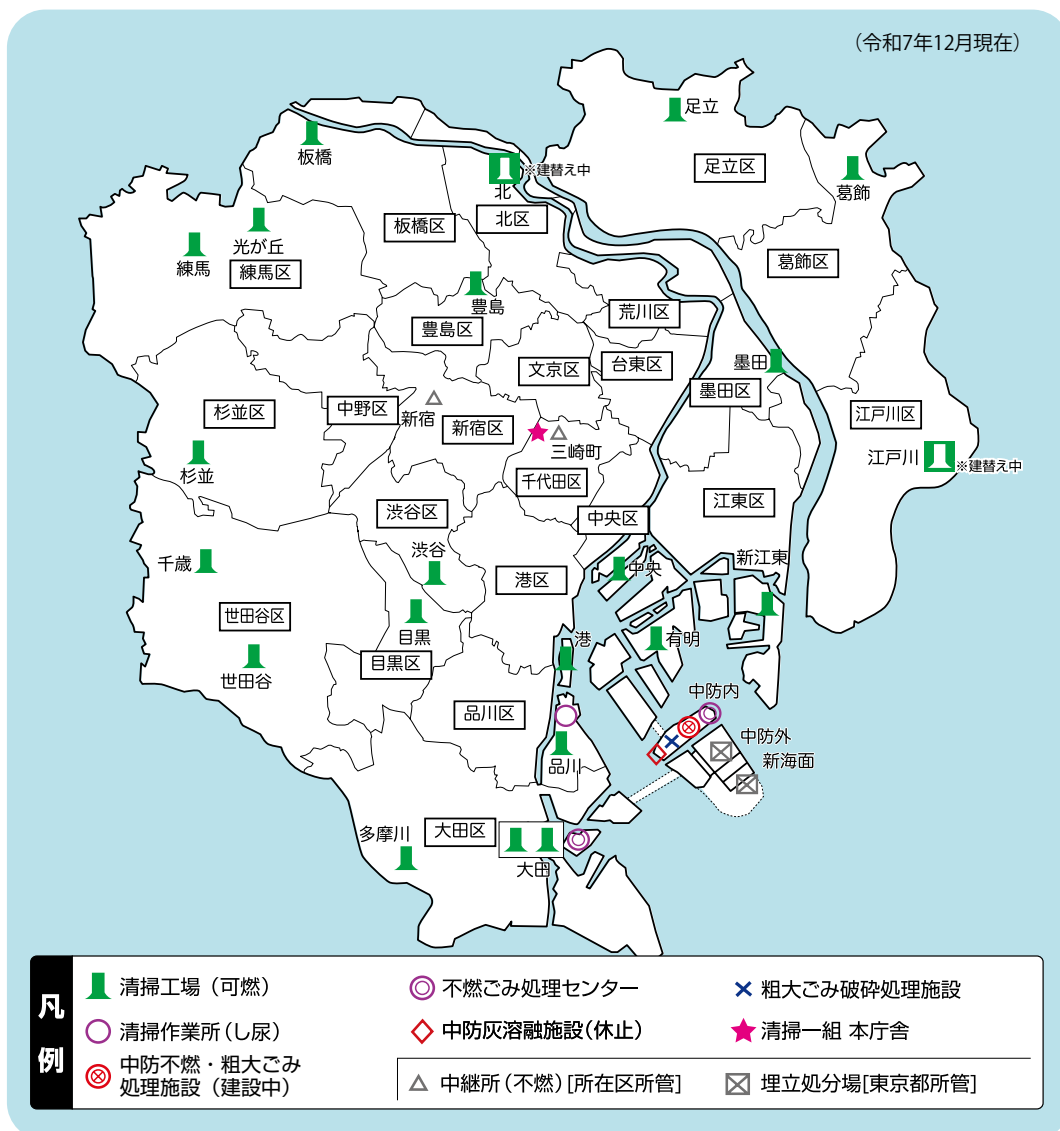 （令和7年12月現在）
足立
板橋
※建替え中
北
足立区
葛飾
北区
板橋区
光が丘
練馬
練馬区
葛飾区
豊島
豊島区
荒川区
文京区
台東区
墨田
墨田区
杉並区
中野区
新宿
新宿区
三崎町
江戸川区
江戸川
※建替え中
杉並
千代田区
江東区
渋谷区
中央区
渋谷
新江東
千歳
中央
港区
世田谷区
目黒
港
有明
目黒区
世田谷
中防内
品川区
中防外
新海面
品川
多摩川
大田区
大田
凡例
清掃工場（可燃）
不燃ごみ処理センター
粗大ごみ破砕処理施設
清掃作業所（し尿）
中防灰溶融施設（休止）
清掃一組 本庁舎
中防不燃・粗大ごみ
処理施設（建設中）
中継所（不燃）[所在区所管]
埋立処分場[東京都所管]